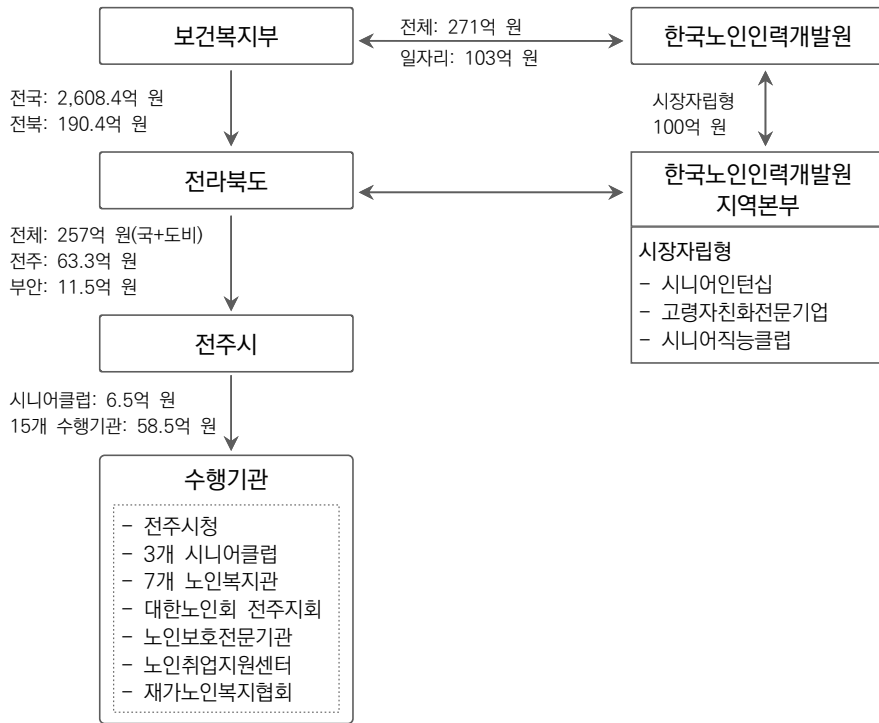 보건복지부
전체: 271억 원
일자리: 103억 원
한국노인인력개발원
전국: 2,608.4억 원
전북: 190.4억 원
시장자립형
100억 원
전라북도
한국노인인력개발원
지역본부
전체: 257억 원(국+도비)
전주: 63.3억 원
부안: 11.5억 원
시장자립형
- 시니어인턴십
- 고령자친화전문기업
- 시니어직능클럽
전주시
시니어클럽: 6.5억 원
15개 수행기관: 58.5억 원
수행기관
- 전주시청
- 3개 시니어클럽
- 7개 노인복지관
- 대한노인회 전주지회
- 노인보호전문기관
- 노인취업지원센터
- 재가노인복지협회